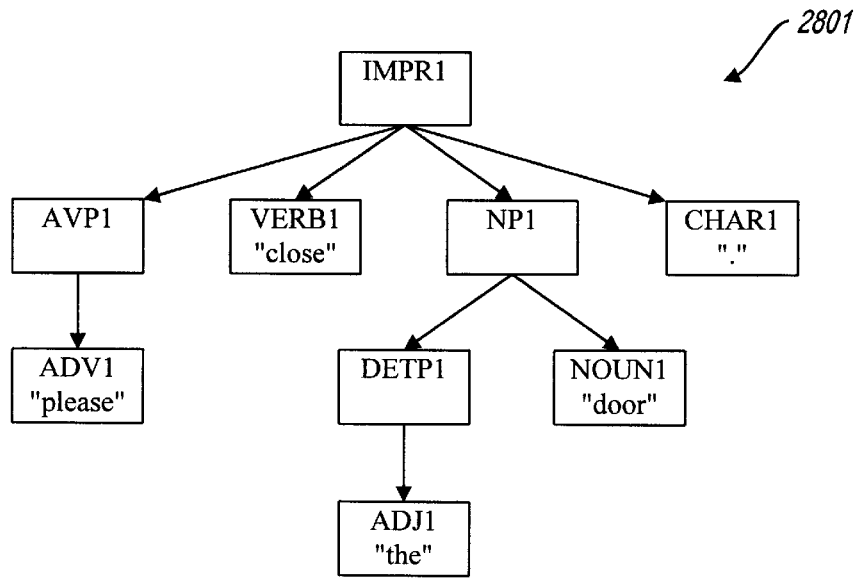 2801
IMPR1
AVP1
VERB1
"close"
NP1
CHAR1
"."
ADV1
"please"
DETP1
NOUN1
"door"
ADJ1
"the"